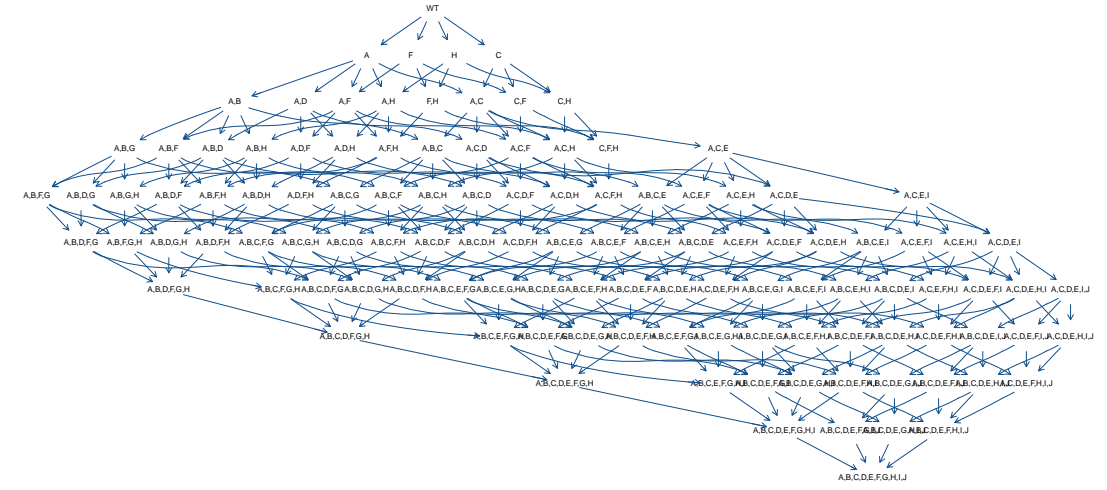 WT
A F H C
A,B A,D A,F A,H F,H A,C C,F C,H
A,B,G A,B,F A,B,D A,B,H A,D,F A,D,H A,F,H A,B,C A,C,D A,C,F A,C,H C,F,H A,C,E
A,B,F,G A,B,D,G A,B,G,H A,B,D,F A,B,F,H A,B,D,H A,D,F,H A,B,C,G A,B,C,F A,B,C,H A,B,C,D A,C,D,F A,C,D,H A,C,F,H A,B,C,E A,C,E,F A,C,E,H A,C,D,E A,C,E,I
A,B,D,F,G A,B,F,G,H A,B,D,G,H A,B,D,F,H A,B,C,F,G A,B,C,G,H A,B,C,D,G A,B,C,F,H A,B,C,D,F A,B,C,D,H A,C,D,F,H A,B,C,E,G A,B,C,E,F A,B,C,E,H A,B,C,D,E A,C,E,F,H A,C,D,E,F A,C,D,E,H A,B,C,E,I A,C,E,F,I A,C,E,H,I A,C,D,E,I
A,B,D,F,G,H A,B,C,F,G,H A,B,C,D,F,G A,B,C,D,G,H A,B,C,D,F,H A,B,C,E,F,G A,B,C,E,G,H A,B,C,D,E,G A,B,C,E,F,H A,B,C,D,E,F A,B,C,D,E,H A,C,D,E,F,H A,B,C,E,G,I A,B,C,E,F,I A,B,C,E,H,I A,B,C,D,E,I A,C,E,F,H,I A,C,D,E,F,I A,C,D,E,H,I A,C,D,E,I,J
A,B,C,D,F,G,H A,B,C,E,F,G,H A,B,C,D,E,F,G A,B,C,D,E,G,H A,B,C,D,E,F,H A,B,C,E,F,G,I A,B,C,E,G,H,I A,B,C,D,E,G,I A,B,C,E,F,H,I A,B,C,D,E,F,I A,B,C,D,E,H,I A,C,D,E,F,H,I A,B,C,D,E,I,J A,C,D,E,F,I,J A,C,D,E,H,I,J
A,B,C,D,E,F,G,H A,B,C,E,F,G,H,I A,B,C,D,E,F,G,I A,B,C,D,E,G,H,I A,B,C,D,E,F,H,I A,B,C,D,E,G,I,J A,B,C,D,E,F,I,J A,B,C,D,E,H,I,J A,C,D,E,F,H,I,J
A,B,C,D,E,F,G,H,I A,B,C,D,E,F,G,I,J A,B,C,D,E,G,H,I,J A,B,C,D,E,F,H,I,J
A,B,C,D,E,F,G,H,I,J